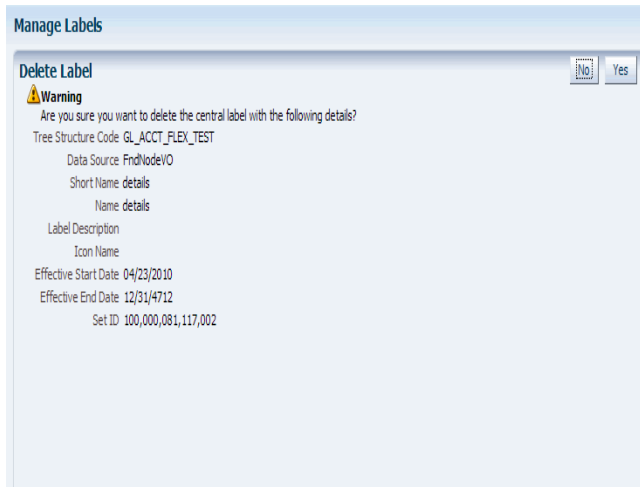 Manage Labels
Delete Label
No
Yes
Warning
Are you sure you want to delete the central label with the following details?
Tree Structure Code GL_ACCT_FLEX_TEST
Data Source FndNodeVO
Short Name details
Name details
Label Description
Icon Name
Effective Start Date 04/23/2010
Effective End Date 12/31/4712
Set ID 100,000,081,117,002